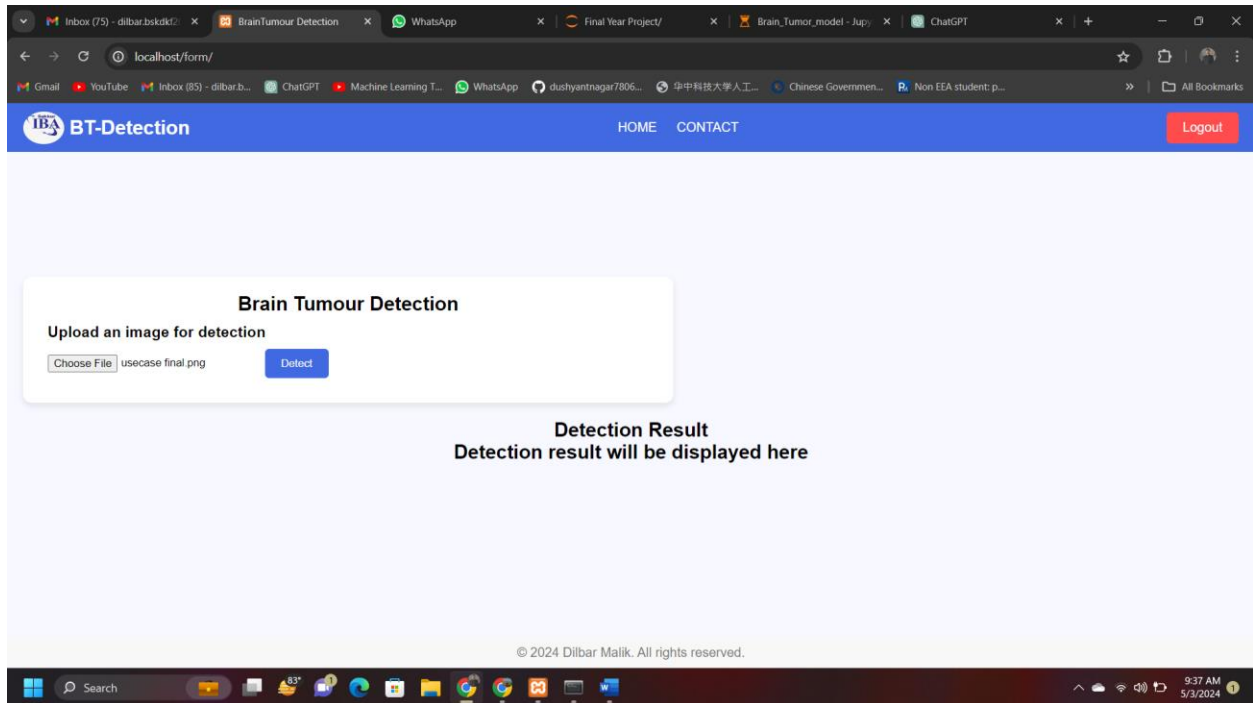 Inbox (75) - dilbar.bskdkf2
BrainTumour Detection
WhatsApp
Final Year Project/
Brain_Tumor_model - Jupy
ChatGPT
localhost/form/
Gmail
YouTube
Inbox (85) - dilbar.b...
ChatGPT
Machine Learning T...
WhatsApp
dushyantnagar7806...
华中科技大学人工...
Chinese Governmen...
Non EEA student: p...
»
All Bookmarks
IBA
BT-Detection
HOME CONTACT
Logout
Brain Tumour Detection
Upload an image for detection
Choose File usecase final.png
Detect
Detection Result
Detection result will be displayed here
© 2024 Dilbar Malik. All rights reserved.
Search
83°
9:37 AM
5/3/2024
1